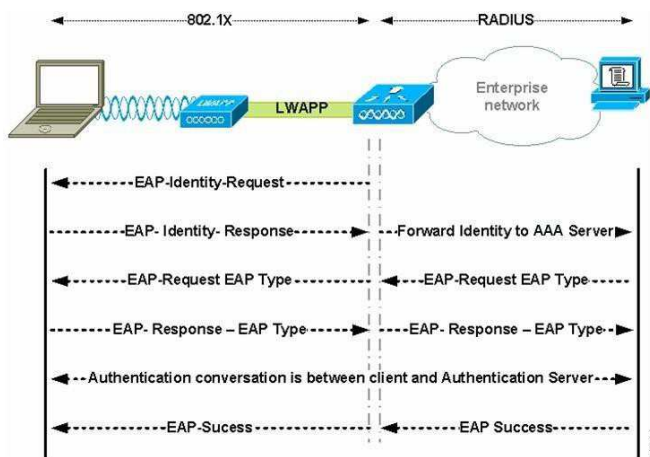 802.1X
RADIUS
LWAPP
LWAPP
Enterprise
network
EAP-Identity-Request
EAP- Identity- Response
Forward Identity to AAA Server
EAP-Request EAP Type
EAP-Request EAP Type
EAP- Response – EAP Type
EAP- Response – EAP Type
Authentication conversation is between client and Authentication Server
EAP-Sucess
EAP Success